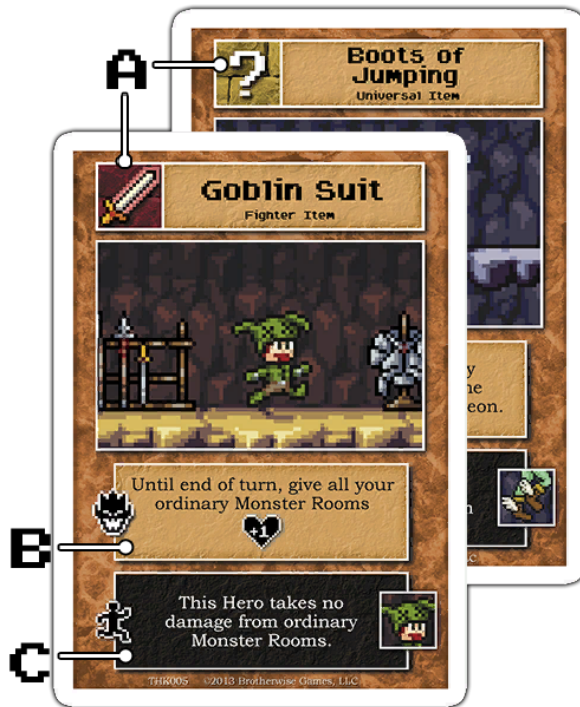 A
?
Boots of
Jumping
Universal Item
Goblin Suit
Fighter Item
eon.
Until end of turn, give all your
ordinary Monster Rooms
+1
B
This Hero takes no
damage from ordinary
Monster Rooms.
C
THK005 ©2013 Brotherwise Games, LLC